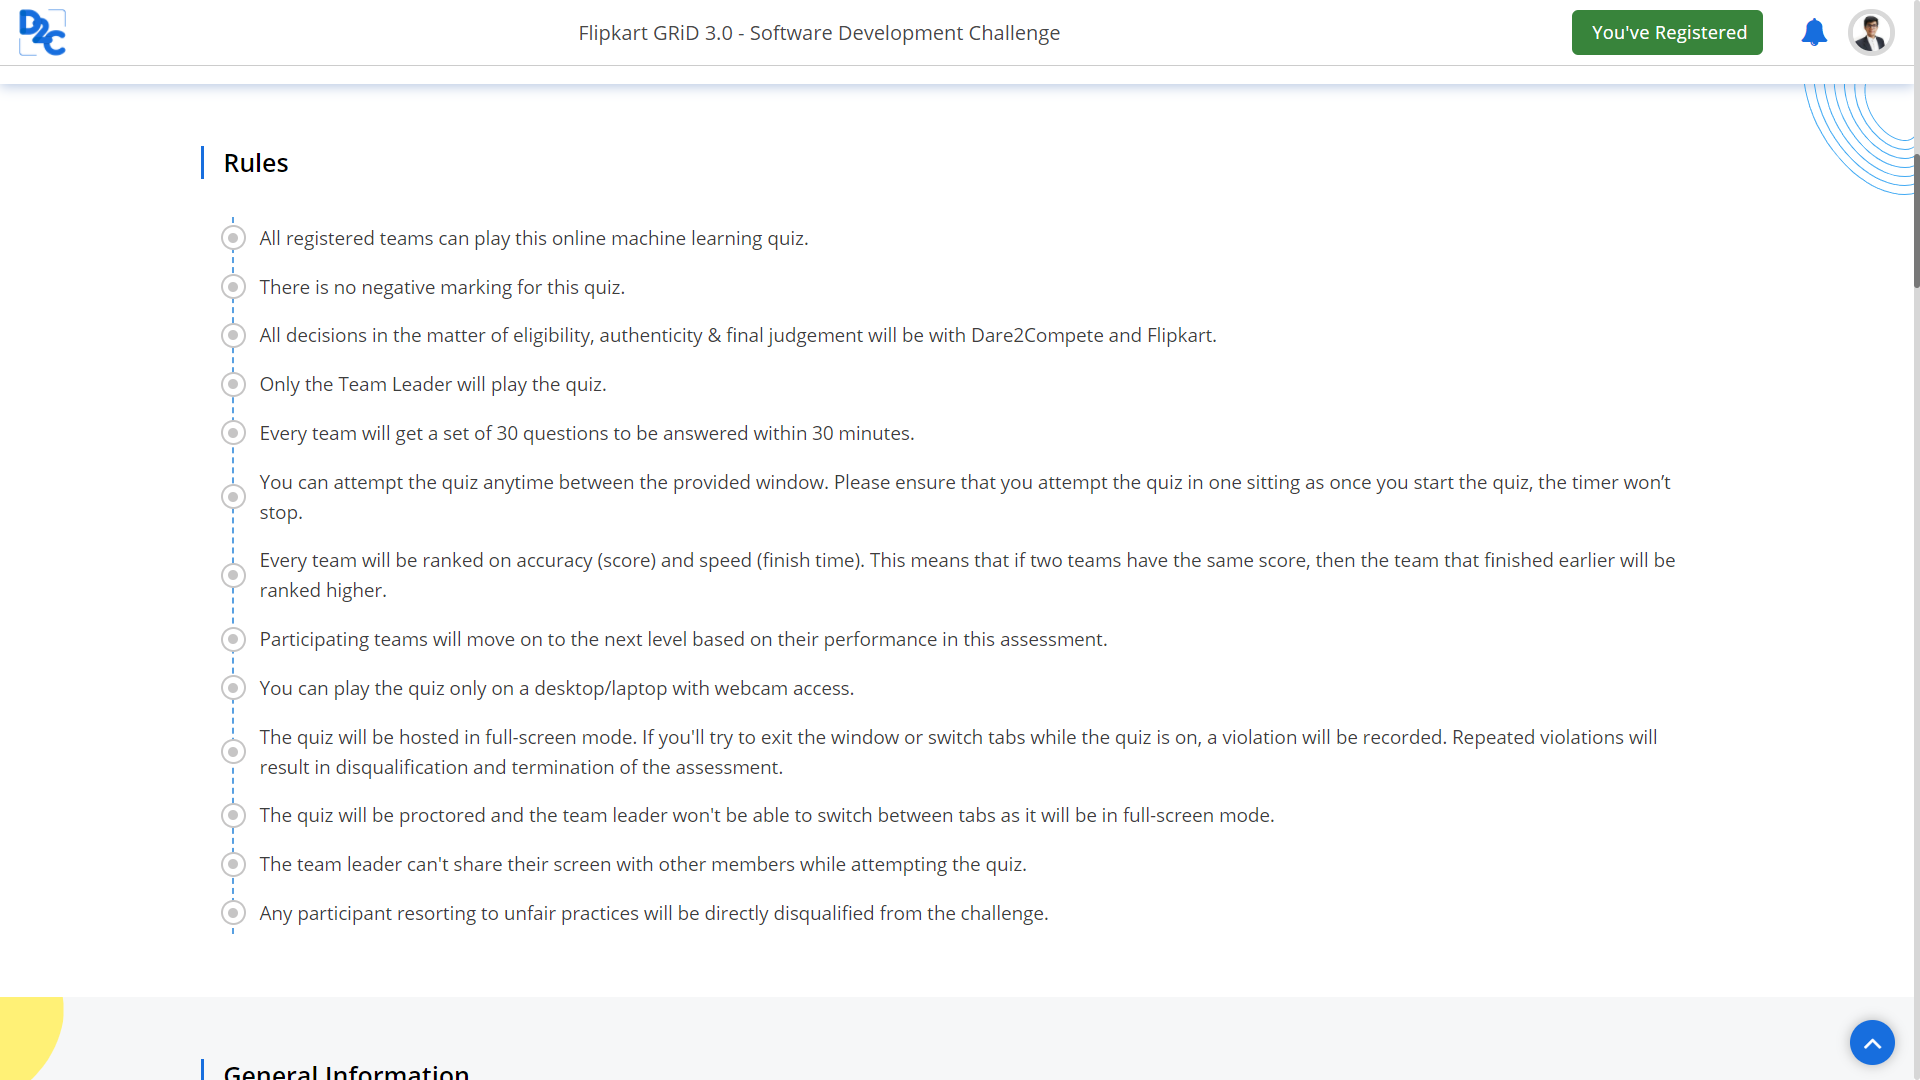 D2C
Flipkart GRiD 3.0 - Software Development Challenge
You've Registered
Rules
All registered teams can play this online machine learning quiz.
There is no negative marking for this quiz.
All decisions in the matter of eligibility, authenticity & final judgement will be with Dare2Compete and Flipkart.
Only the Team Leader will play the quiz.
Every team will get a set of 30 questions to be answered within 30 minutes.
You can attempt the quiz anytime between the provided window. Please ensure that you attempt the quiz in one sitting as once you start the quiz, the timer won’t
stop.
Every team will be ranked on accuracy (score) and speed (finish time). This means that if two teams have the same score, then the team that finished earlier will be
ranked higher.
Participating teams will move on to the next level based on their performance in this assessment.
You can play the quiz only on a desktop/laptop with webcam access.
The quiz will be hosted in full-screen mode. If you'll try to exit the window or switch tabs while the quiz is on, a violation will be recorded. Repeated violations will
result in disqualification and termination of the assessment.
The quiz will be proctored and the team leader won't be able to switch between tabs as it will be in full-screen mode.
The team leader can't share their screen with other members while attempting the quiz.
Any participant resorting to unfair practices will be directly disqualified from the challenge.
General Information